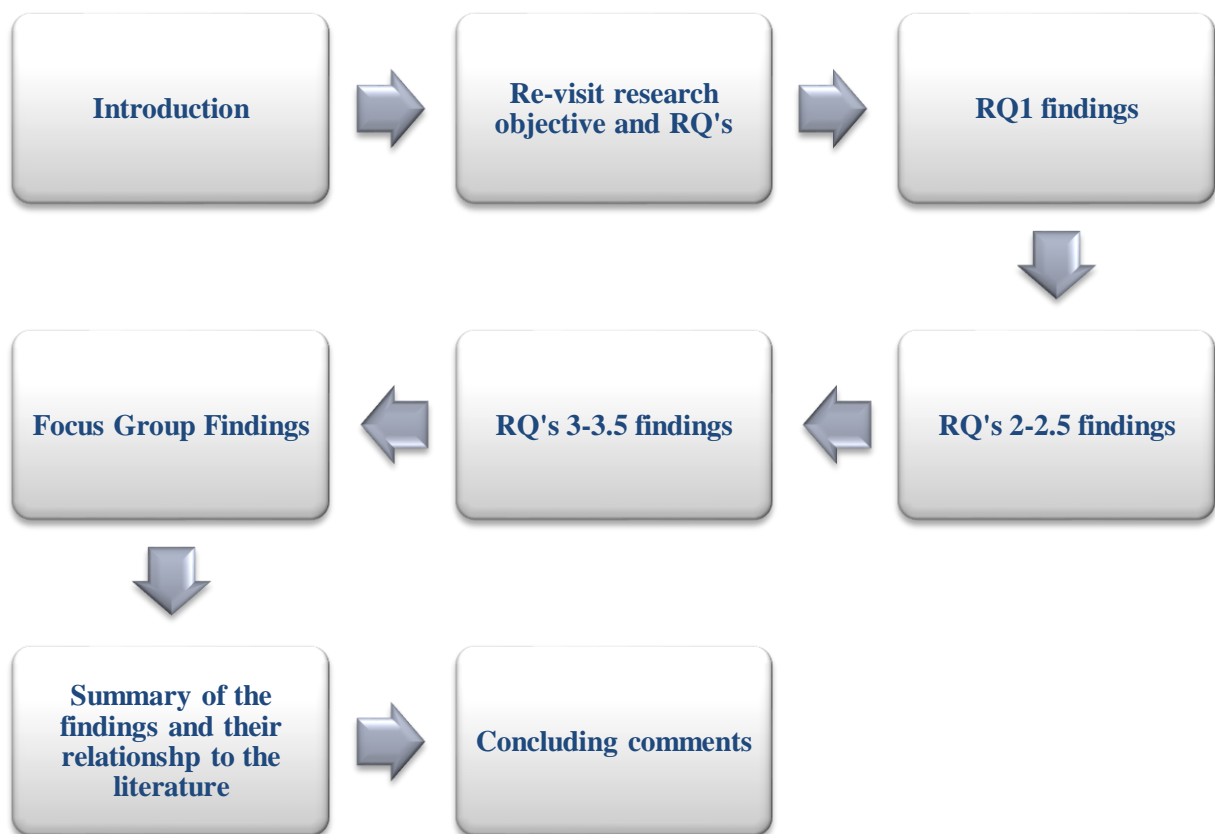 Introduction
Re-visit research
objective and RQ's
RQ1 findings
RQ's 2-2.5 findings
RQ's 3-3.5 findings
Focus Group Findings
Summary of the
findings and their
relationshp to the
literature
Concluding comments